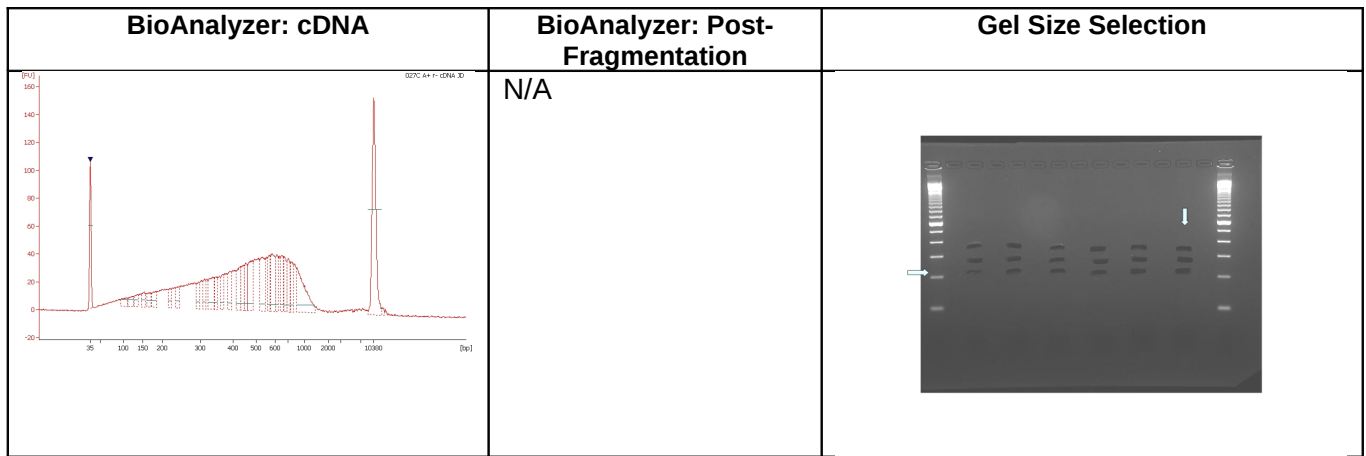 BioAnalyzer: cDNA
BioAnalyzer: Post-
Fragmentation
Gel Size Selection
[FU]
027C A+ r- cDNA JD
160
140
120
100
80
60
40
20
0
-20
35 100 150 200 300 400 500 600 1000 2000 10380 [bp]
N/A